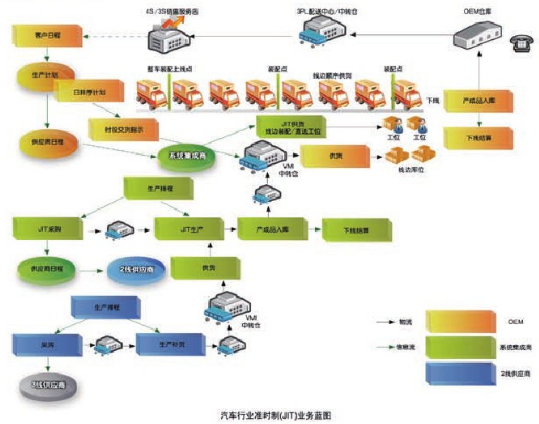 4S/3S销售服务店
3PL配送中心/中转仓
OEM仓库
客户日程
生产计划
整车装配上线点
装配点
线边顺序供货
装配点
日排序计划
下线
产成品入库
时段交货指示
JIT供货
线边装配/直送工位
工位
工位
供应商日程
系统集成商
VMI
中转仓
供货
线边库位
下线结算
生产排程
JIT采购
JIT生产
产成品入库
下线结算
供应商日程
2线供应商
供货
生产排程
VMI
中转仓
物流
OEM
采购
生产计划
信息流
系统集成商
2线供应商
3线供应商
汽车行业准时制(JIT)业务蓝图